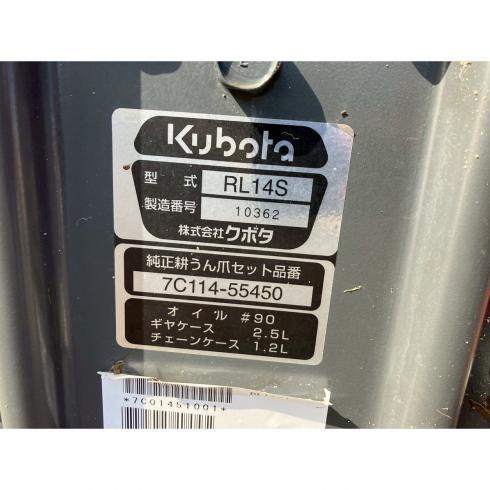 Kubota
型式 RL14S
製造番号 10362
株式会社クボタ
純正耕うん爪セット品番
7C114-55450
オイル #90
ギヤケース 2.5L
チェーンケース 1.2L
*7C01451001*